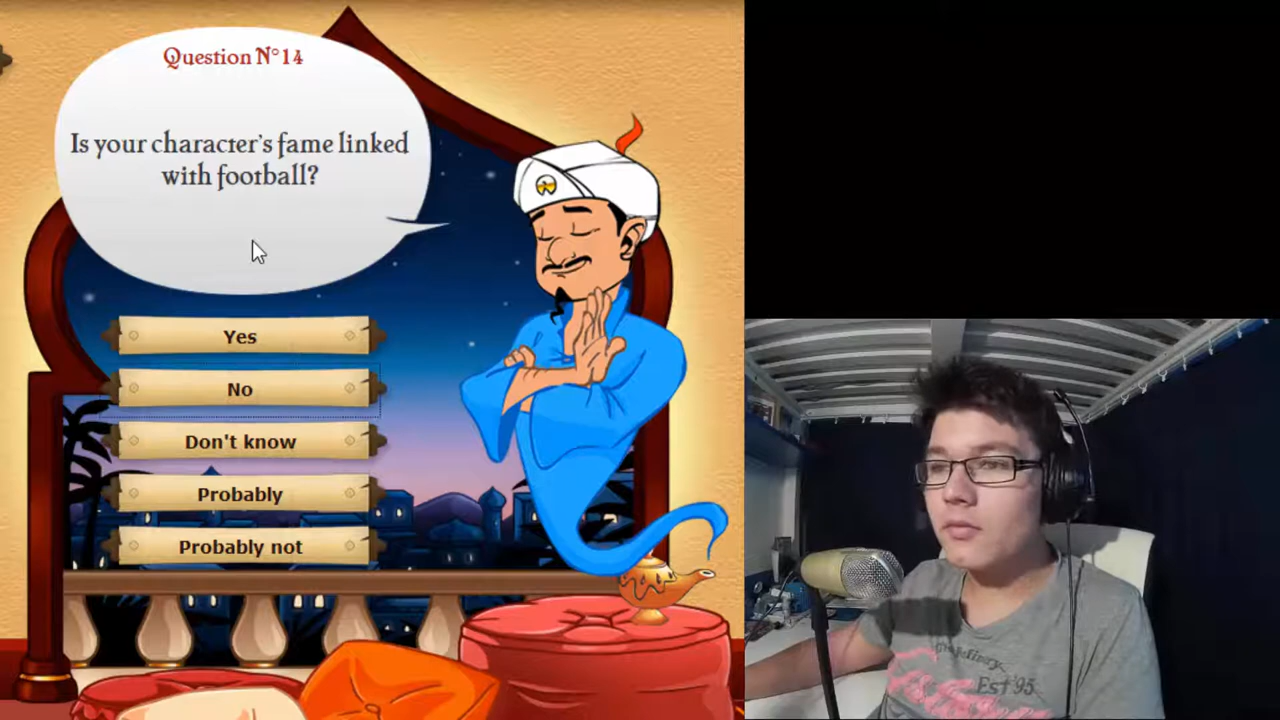 Question N°14
Is your character's fame linked
with football?
Yes
No
Don't know
Probably
Probably not
Est 95